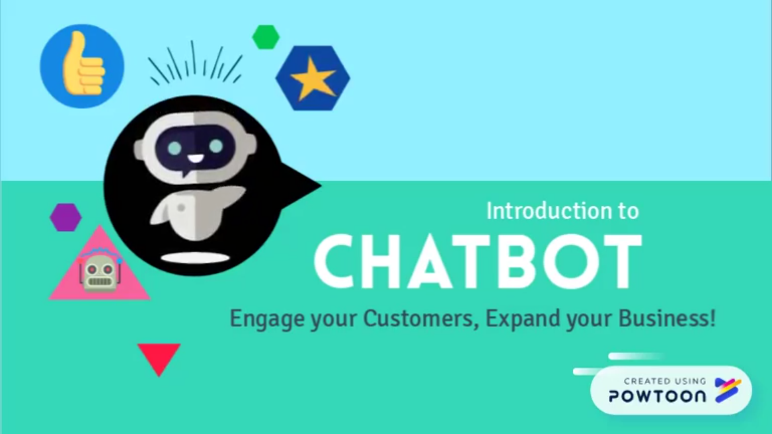 Introduction to
CHATBOT
Engage your Customers, Expand your Business!
CREATED USING
POWTOON